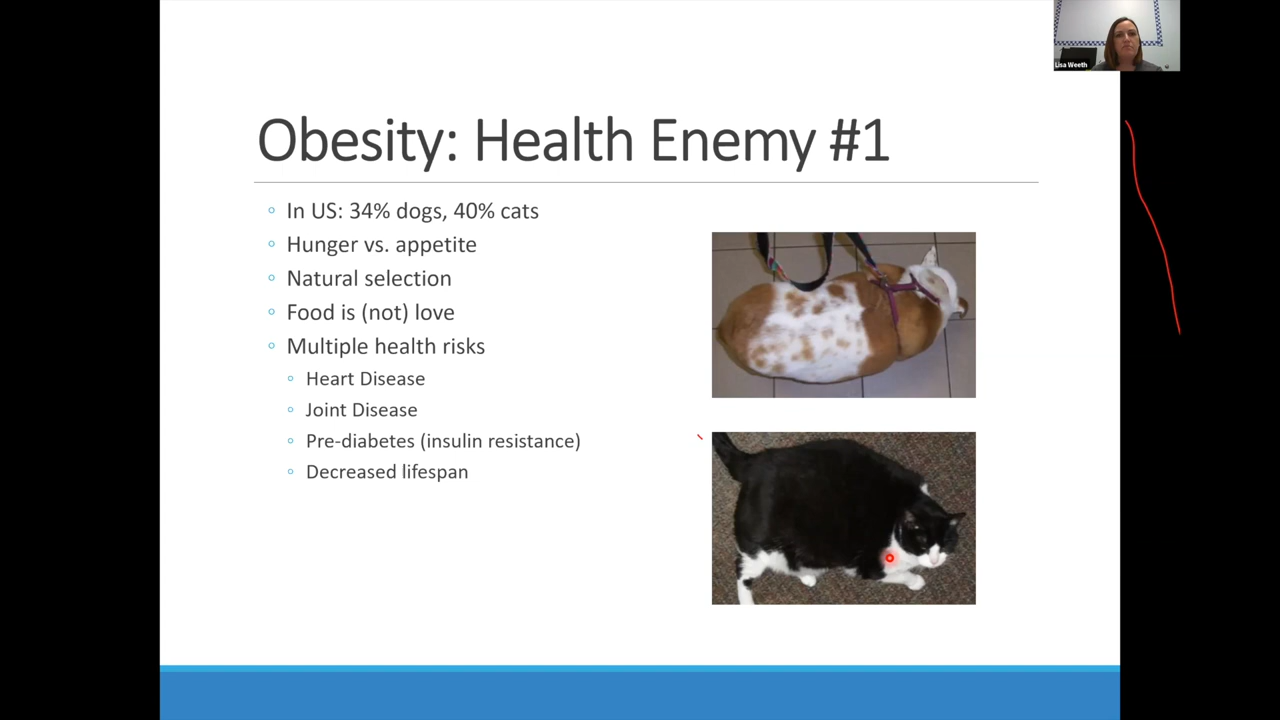 Lisa Weeth
Obesity: Health Enemy #1
In US: 34% dogs, 40% cats
Hunger vs. appetite
Natural selection
Food is (not) love
Multiple health risks
Heart Disease
Joint Disease
Pre-diabetes (insulin resistance)
Decreased lifespan